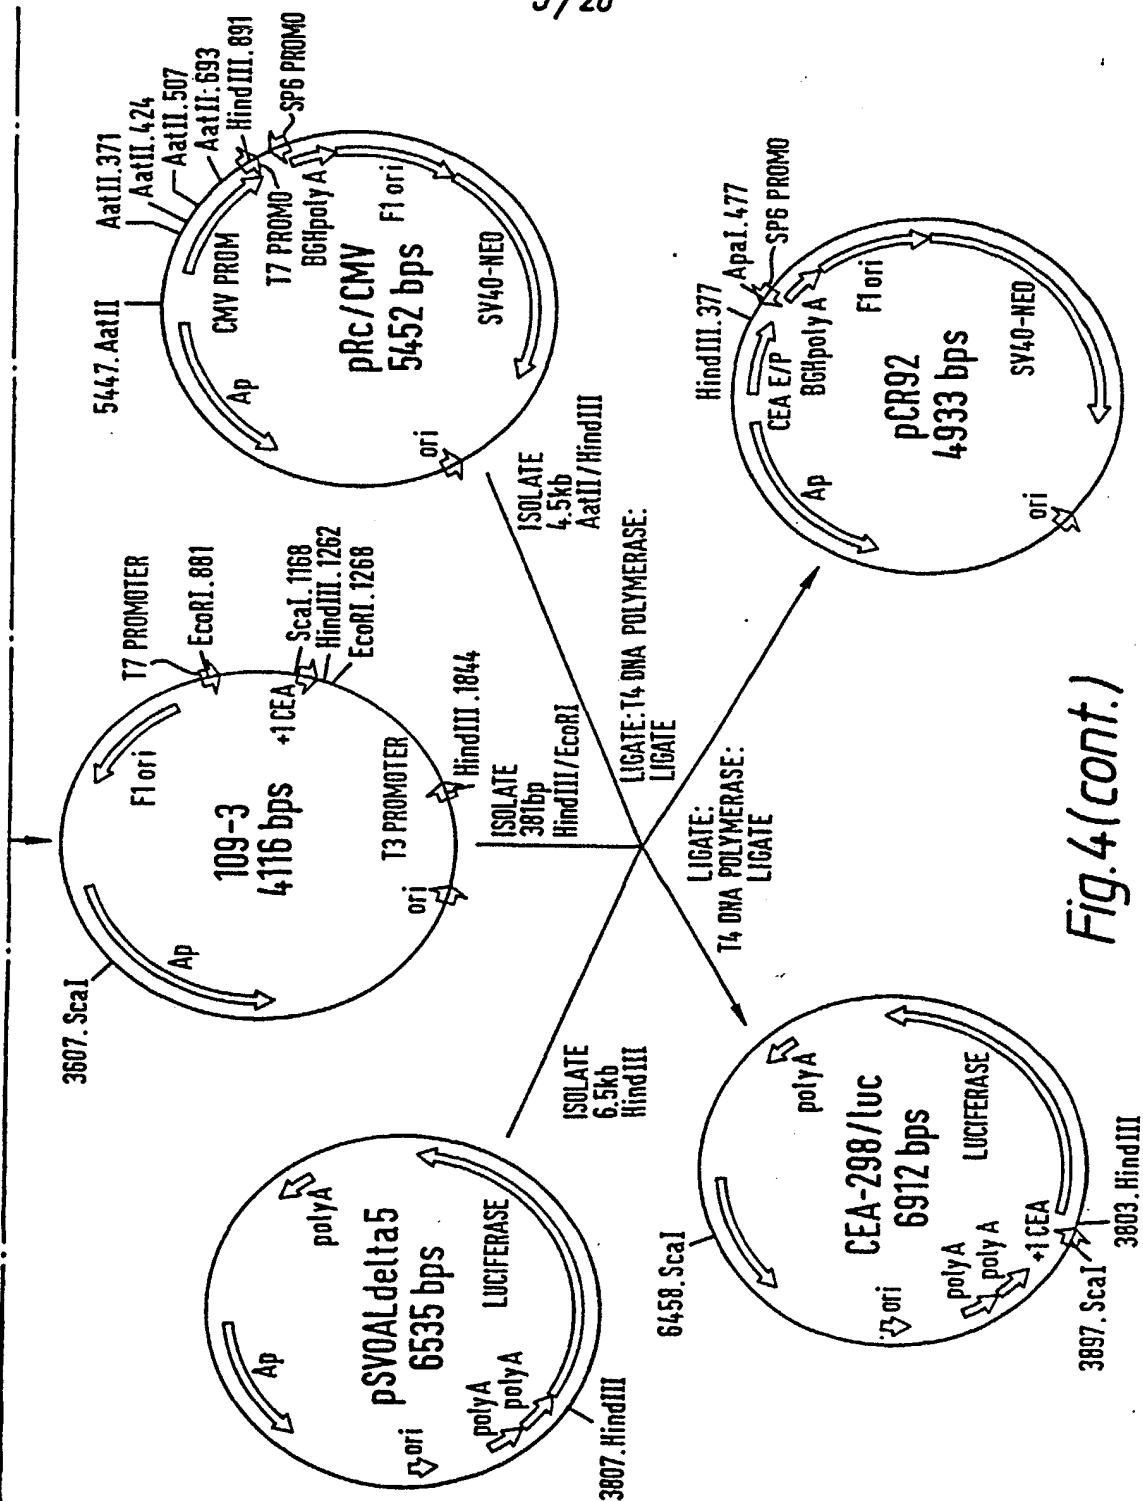 5/28
3607. ScaI
Ap
F1 ori
T7 PROMOTER
EcoRI. 881
109-3
4116 bps
+1 CEA
ScaI. 1168
HindIII. 1262
EcoRI. 1268
T3 PROMOTER
HindIII. 1844
ori
ISOLATE
381bp
HindIII/EcoRI
Ap
polyA
pSV0ALdelta5
6535 bps
ori
polyA
polyA
LUCIFERASE
3807. HindIII
ISOLATE
6.5kb
HindIII
5447. AatII
AatII. 371
AatII. 424
AatII. 507
AatII. 693
HindIII. 891
SP6 PROMO
Ap
CMV PROM
T7 PROMO
BGHpoly A
pRc/CMV
5452 bps
F1 ori
ori
SV40-NEO
ISOLATE
4.5kb
AatII/HindIII
LIGATE:
T4 DNA POLYMERASE:
LIGATE
LIGATE: T4 DNA POLYMERASE:
LIGATE
6458. ScaI
polyA
CEA-298/luc
6912 bps
ori
polyA
polyA
LUCIFERASE
+1 CEA
3897. ScaI
3803. HindIII
HindIII. 377
ApaI. 477
SP6 PROMO
CEA E/P
BGHpoly A
Ap
pCR92
4933 bps
F1 ori
ori
SV40-NEO
Fig. 4 (cont.)